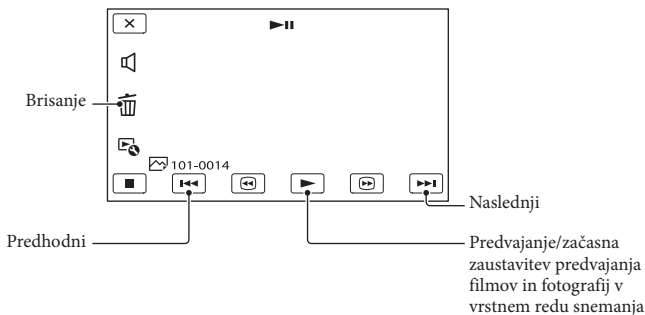 Brisanje
101-0014
Naslednji
Predhodni
Predvajanje/začasna
zaustavitev predvajanja
filmov in fotografij v
vrstnem redu snemanja